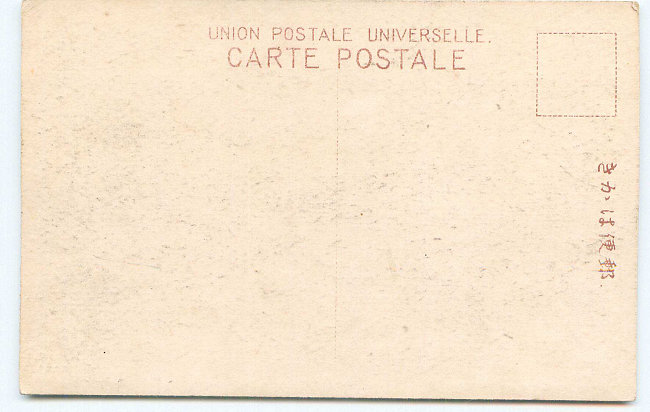 UNION POSTALE UNIVERSELLE.
CARTE POSTALE
きかは便郵